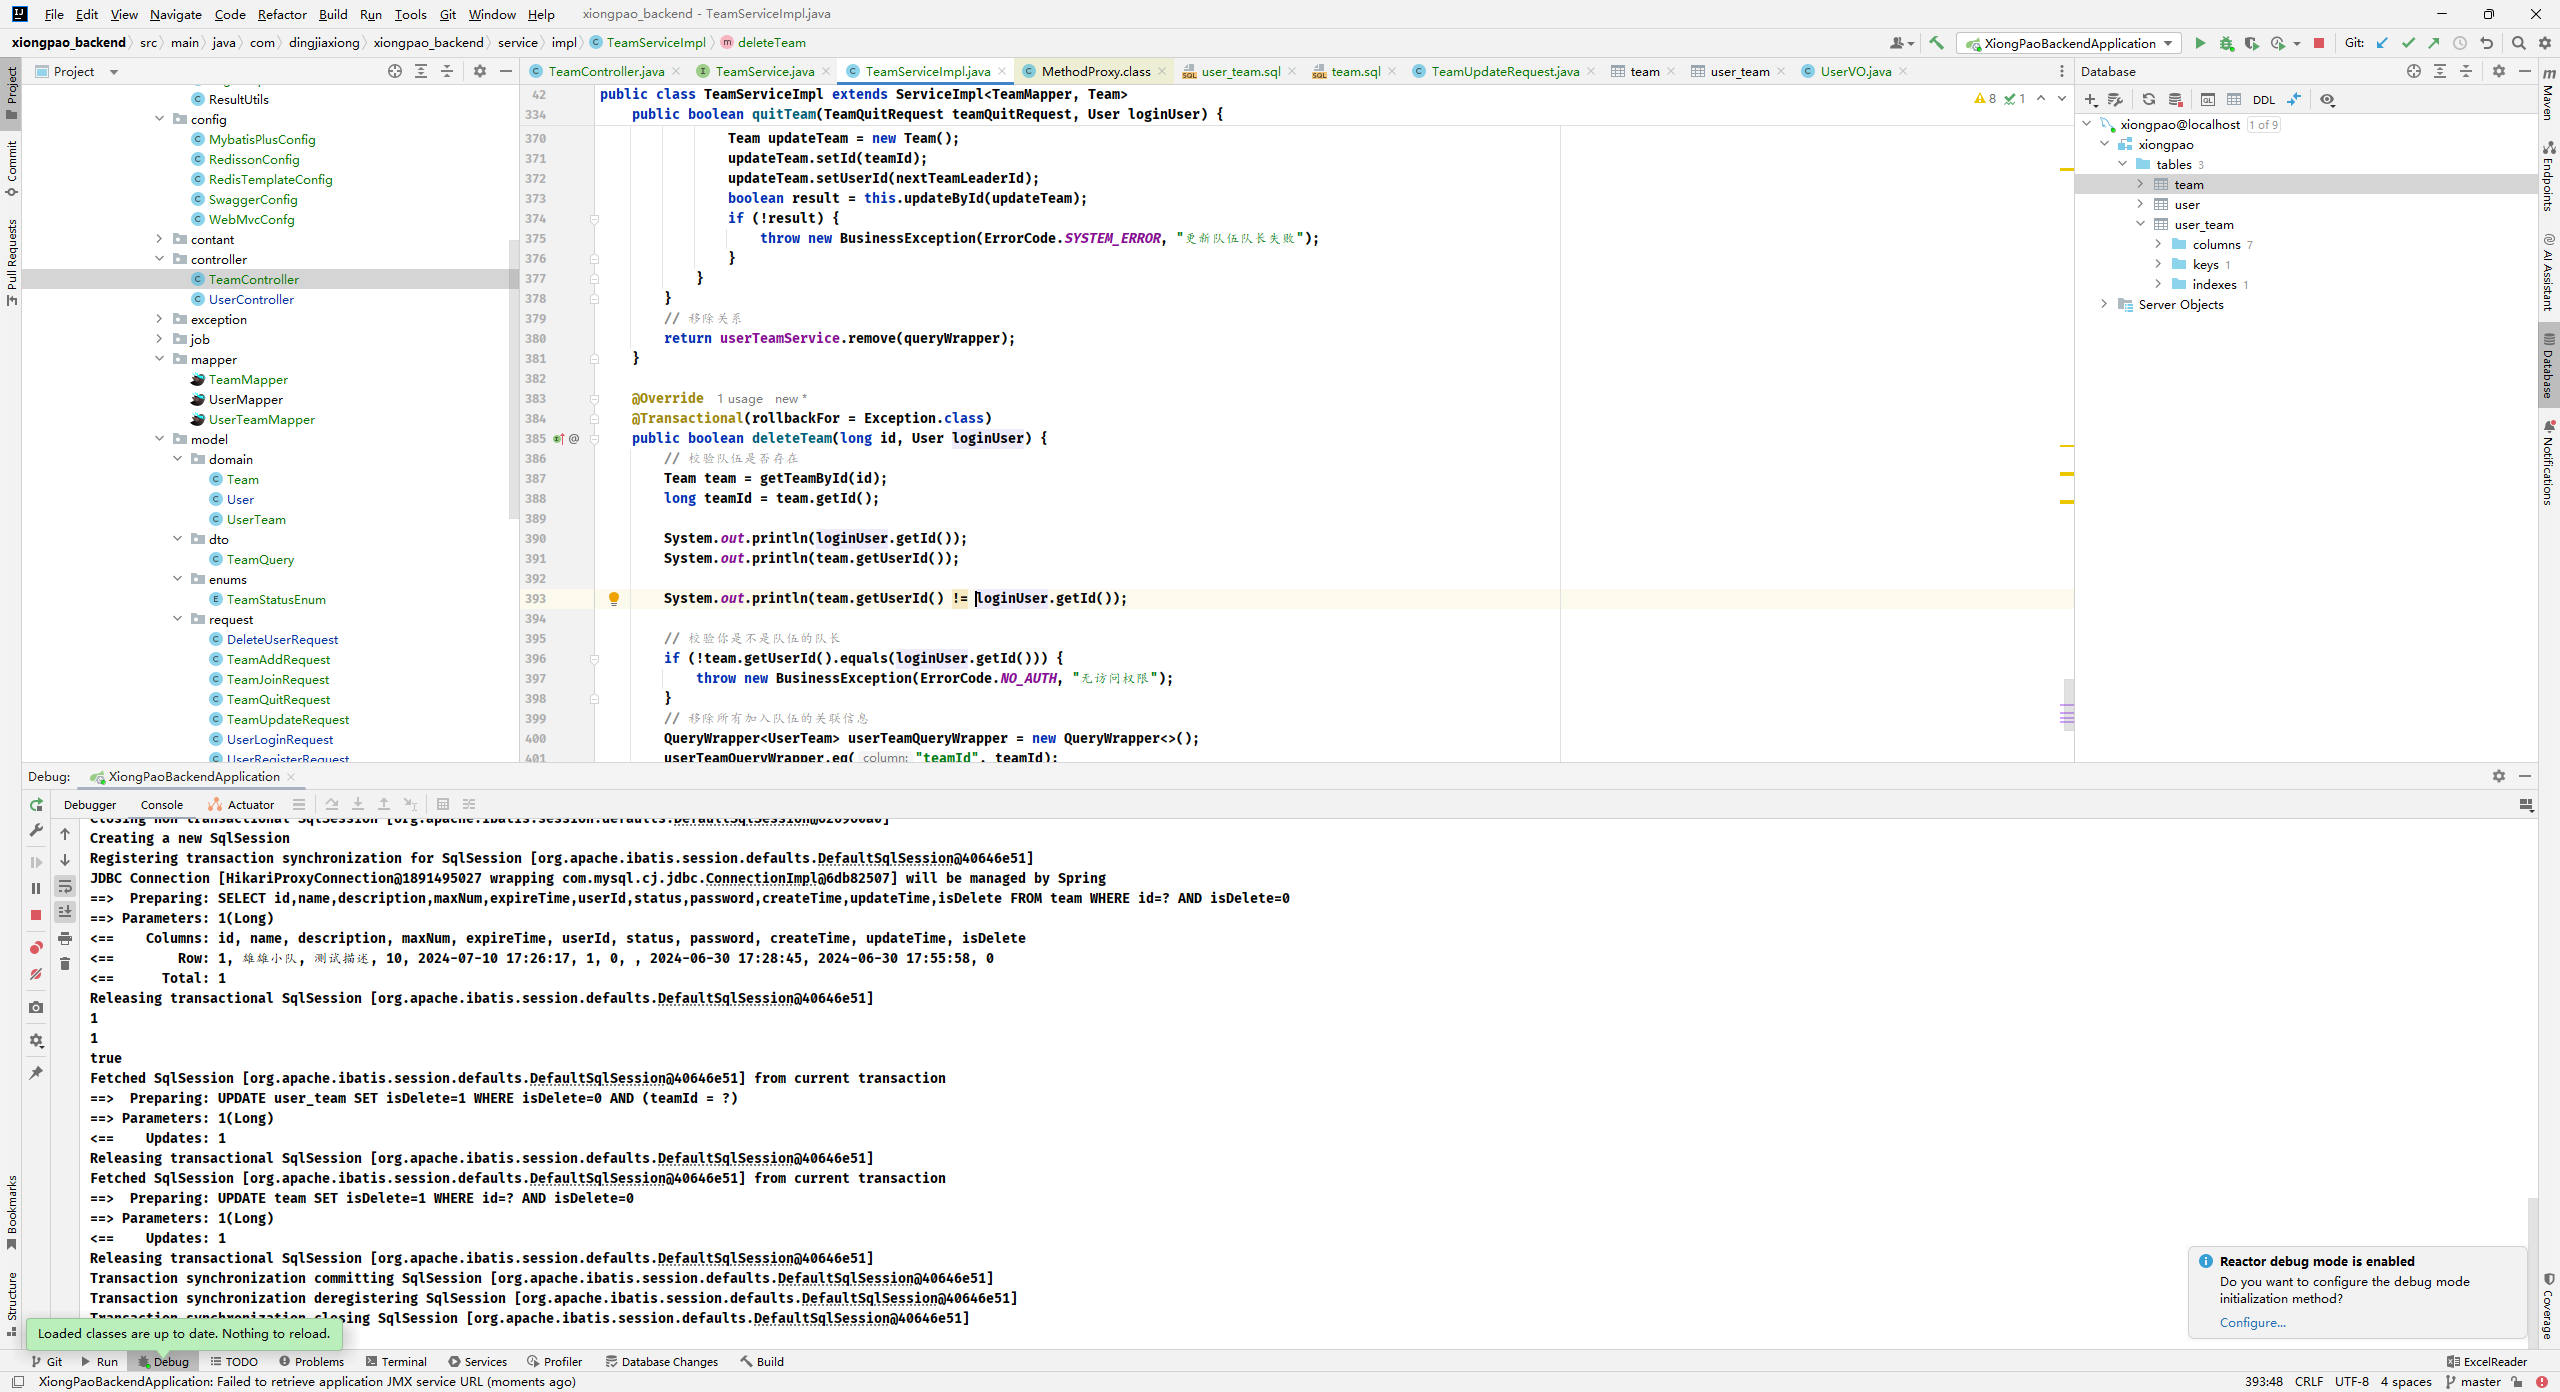 File Edit View Navigate Code Refactor Build Run Tools Git Window Help xiongpao_backend - TeamServiceImpl.java
xiongpao_backend src main java com dingjiaxiong xiongpao_backend service impl TeamServiceImpl deleteTeam
XiongPaoBackendApplication
Git:
Project
TeamController.java
TeamService.java
TeamServiceImpl.java
MethodProxy.class
user_team.sql
team.sql
TeamUpdateRequest.java
team
user_team
UserVO.java
Database
Project
Commit
Pull Requests
Bookmarks
Structure
ResultUtils
config
MybatisPlusConfig
RedissonConfig
RedisTemplateConfig
SwaggerConfig
WebMvcConfg
contant
controller
TeamController
UserController
exception
job
mapper
TeamMapper
UserMapper
UserTeamMapper
model
domain
Team
User
UserTeam
dto
TeamQuery
enums
TeamStatusEnum
request
DeleteUserRequest
TeamAddRequest
TeamJoinRequest
TeamQuitRequest
TeamUpdateRequest
UserLoginRequest
UserRegisterRequest
42 public class TeamServiceImpl extends ServiceImpl<TeamMapper, Team>
334 public boolean quitTeam(TeamQuitRequest teamQuitRequest, User loginUser) {
8 1
370 Team updateTeam = new Team();
371 updateTeam.setId(teamId);
372 updateTeam.setUserId(nextTeamLeaderId);
373 boolean result = this.updateById(updateTeam);
374 if (!result) {
375 throw new BusinessException(ErrorCode.SYSTEM_ERROR, "更新队伍队长失败");
376 }
377 }
378 }
379 // 移除关系
380 return userTeamService.remove(queryWrapper);
381 }
382
383 @Override 1 usage new *
384 @Transactional(rollbackFor = Exception.class)
385 public boolean deleteTeam(long id, User loginUser) {
386 // 校验队伍是否存在
387 Team team = getTeamById(id);
388 long teamId = team.getId();
389
390 System.out.println(loginUser.getId());
391 System.out.println(team.getUserId());
392
393 System.out.println(team.getUserId() != loginUser.getId());
394
395 // 校验你是不是队伍的队长
396 if (!team.getUserId().equals(loginUser.getId())) {
397 throw new BusinessException(ErrorCode.NO_AUTH, "无访问权限");
398 }
399 // 移除所有加入队伍的关联信息
400 QueryWrapper<UserTeam> userTeamQueryWrapper = new QueryWrapper<>();
401 userTeamQueryWrapper.eq( column: "teamId", teamId);
DDL
xiongpao@localhost 1 of 9
xiongpao
tables 3
team
user
user_team
columns 7
keys 1
indexes 1
Server Objects
Maven
Endpoints
AI Assistant
Database
Notifications
Coverage
Debug: XiongPaoBackendApplication
Debugger Console Actuator
Closing non transactional SqlSession [org.apache.ibatis.session.defaults.DefaultSqlSession@626960a0]
Creating a new SqlSession
Registering transaction synchronization for SqlSession [org.apache.ibatis.session.defaults.DefaultSqlSession@40646e51]
JDBC Connection [HikariProxyConnection@1891495027 wrapping com.mysql.cj.jdbc.ConnectionImpl@6db82507] will be managed by Spring
==>  Preparing: SELECT id,name,description,maxNum,expireTime,userId,status,password,createTime,updateTime,isDelete FROM team WHERE id=? AND isDelete=0
==> Parameters: 1(Long)
<==    Columns: id, name, description, maxNum, expireTime, userId, status, password, createTime, updateTime, isDelete
<==        Row: 1, 雄雄小队, 测试描述, 10, 2024-07-10 17:26:17, 1, 0, , 2024-06-30 17:28:45, 2024-06-30 17:55:58, 0
<==      Total: 1
Releasing transactional SqlSession [org.apache.ibatis.session.defaults.DefaultSqlSession@40646e51]
1
1
true
Fetched SqlSession [org.apache.ibatis.session.defaults.DefaultSqlSession@40646e51] from current transaction
==>  Preparing: UPDATE user_team SET isDelete=1 WHERE isDelete=0 AND (teamId = ?)
==> Parameters: 1(Long)
<==    Updates: 1
Releasing transactional SqlSession [org.apache.ibatis.session.defaults.DefaultSqlSession@40646e51]
Fetched SqlSession [org.apache.ibatis.session.defaults.DefaultSqlSession@40646e51] from current transaction
==>  Preparing: UPDATE team SET isDelete=1 WHERE id=? AND isDelete=0
==> Parameters: 1(Long)
<==    Updates: 1
Releasing transactional SqlSession [org.apache.ibatis.session.defaults.DefaultSqlSession@40646e51]
Transaction synchronization committing SqlSession [org.apache.ibatis.session.defaults.DefaultSqlSession@40646e51]
Transaction synchronization deregistering SqlSession [org.apache.ibatis.session.defaults.DefaultSqlSession@40646e51]
Transaction synchronization closing SqlSession [org.apache.ibatis.session.defaults.DefaultSqlSession@40646e51]
Loaded classes are up to date. Nothing to reload.
Reactor debug mode is enabled
Do you want to configure the debug mode
initialization method?
Configure...
Git Run Debug TODO Problems Terminal Services Profiler Database Changes Build ExcelReader
XiongPaoBackendApplication: Failed to retrieve application JMX service URL (moments ago) 393:48 CRLF UTF-8 4 spaces master